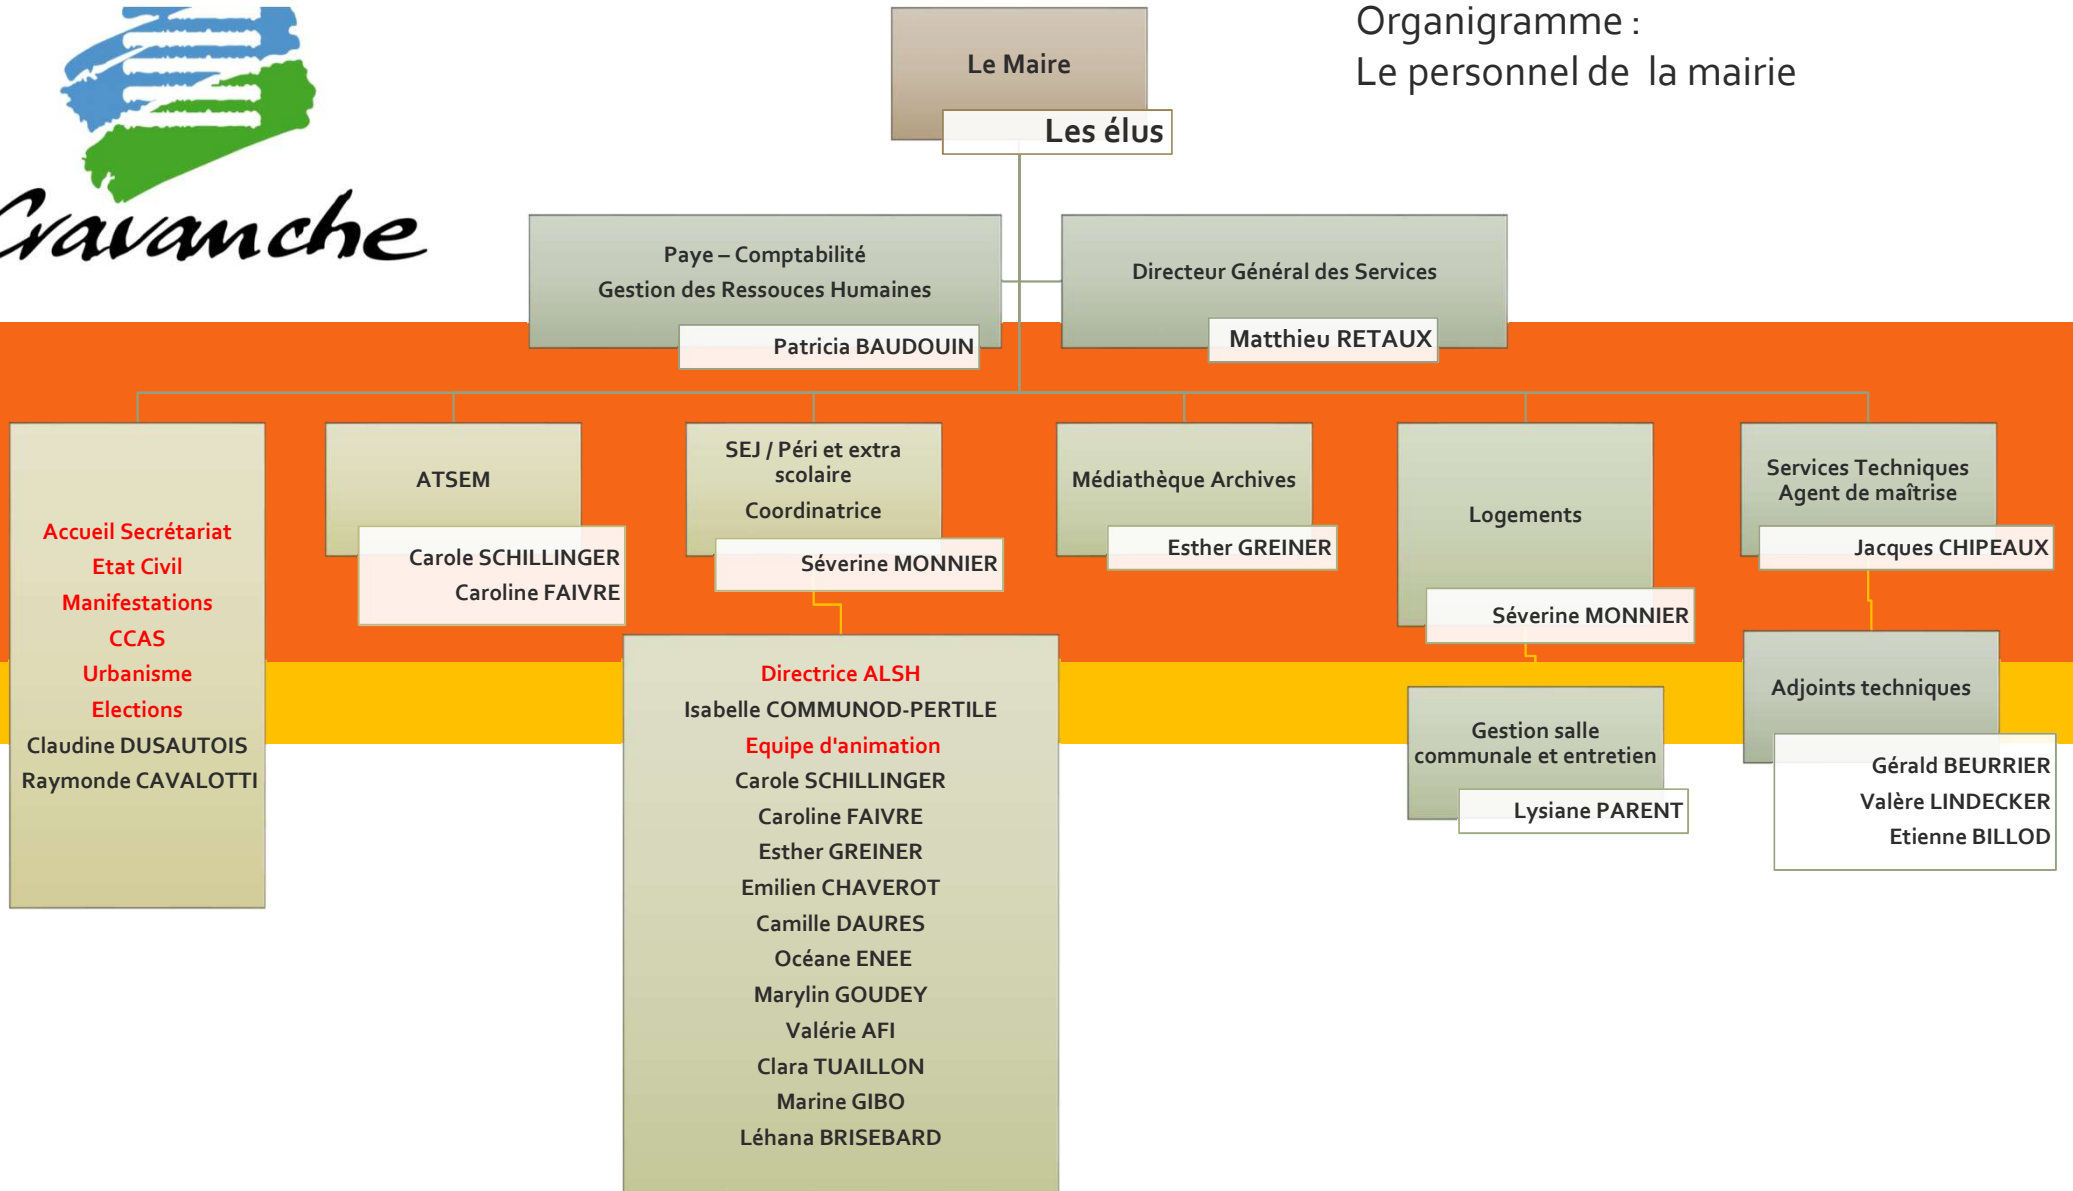 Cravanche
Organigramme :
Le personnel de la mairie
Le Maire
Les élus
Paye – Comptabilité
Gestion des Ressouces Humaines
Patricia BAUDOUIN
Directeur Général des Services
Matthieu RETAUX
Accueil Secrétariat
Etat Civil
Manifestations
CCAS
Urbanisme
Elections
Claudine DUSAUTOIS
Raymonde CAVALOTTI
ATSEM
Carole SCHILLINGER
Caroline FAIVRE
SEJ / Péri et extra
scolaire
Coordinatrice
Séverine MONNIER
Directrice ALSH
Isabelle COMMUNOD-PERTILE
Equipe d'animation
Carole SCHILLINGER
Caroline FAIVRE
Esther GREINER
Emilien CHAVEROT
Camille DAURES
Océane ENEE
Marylin GOUDEY
Valérie AFI
Clara TUAILLON
Marine GIBO
Léhana BRISEBARD
Médiathèque Archives
Esther GREINER
Logements
Séverine MONNIER
Gestion salle
communale et entretien
Lysiane PARENT
Services Techniques
Agent de maîtrise
Jacques CHIPEAUX
Adjoints techniques
Gérald BEURRIER
Valère LINDECKER
Etienne BILLOD